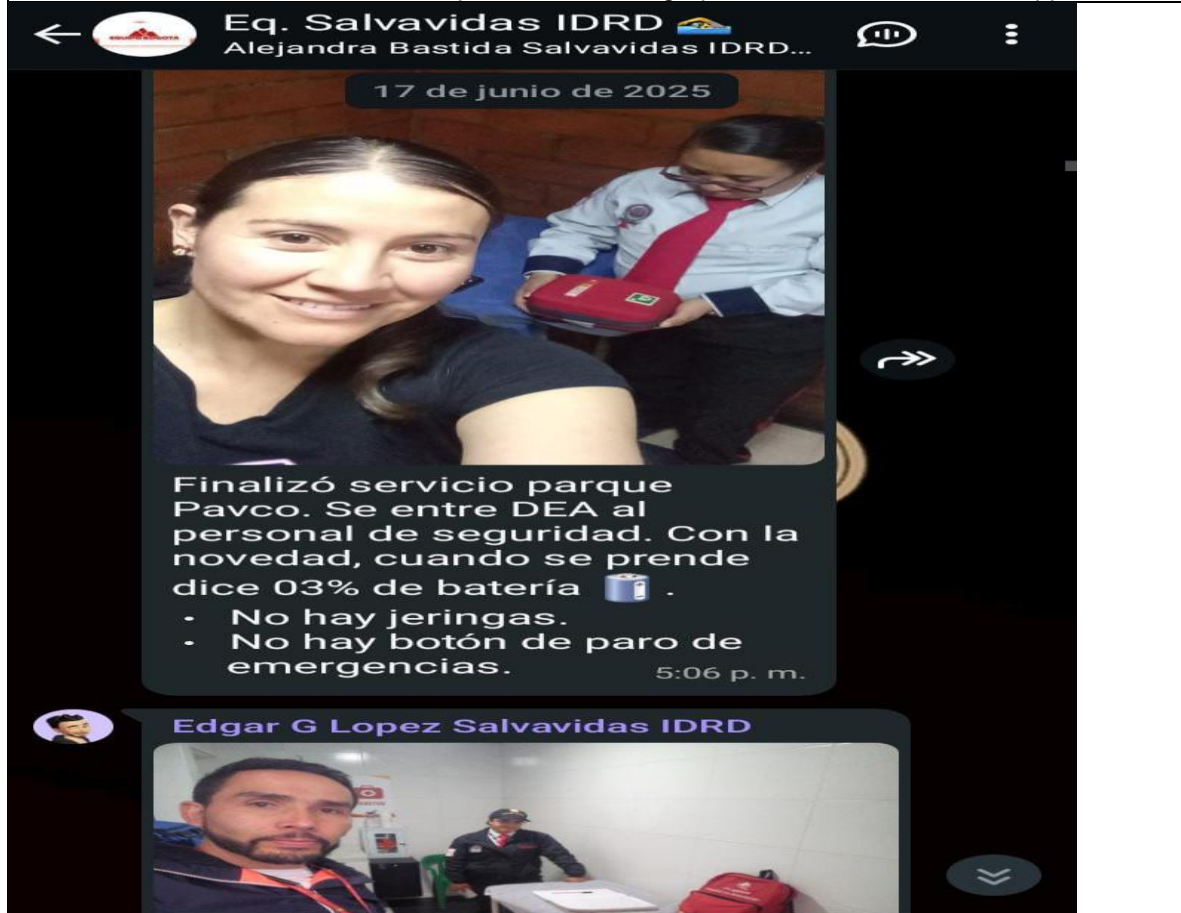 Eq. Salvavidas IDRD 🏊
Alejandra Bastida Salvavidas IDRD...
17 de junio de 2025
Finalizó servicio parque
Pavco. Se entre DEA al
personal de seguridad. Con la
novedad, cuando se prende
dice 03% de batería 🔋 .
• No hay jeringas.
• No hay botón de paro de
emergencias.
5:06 p. m.
Edgar G Lopez Salvavidas IDRD